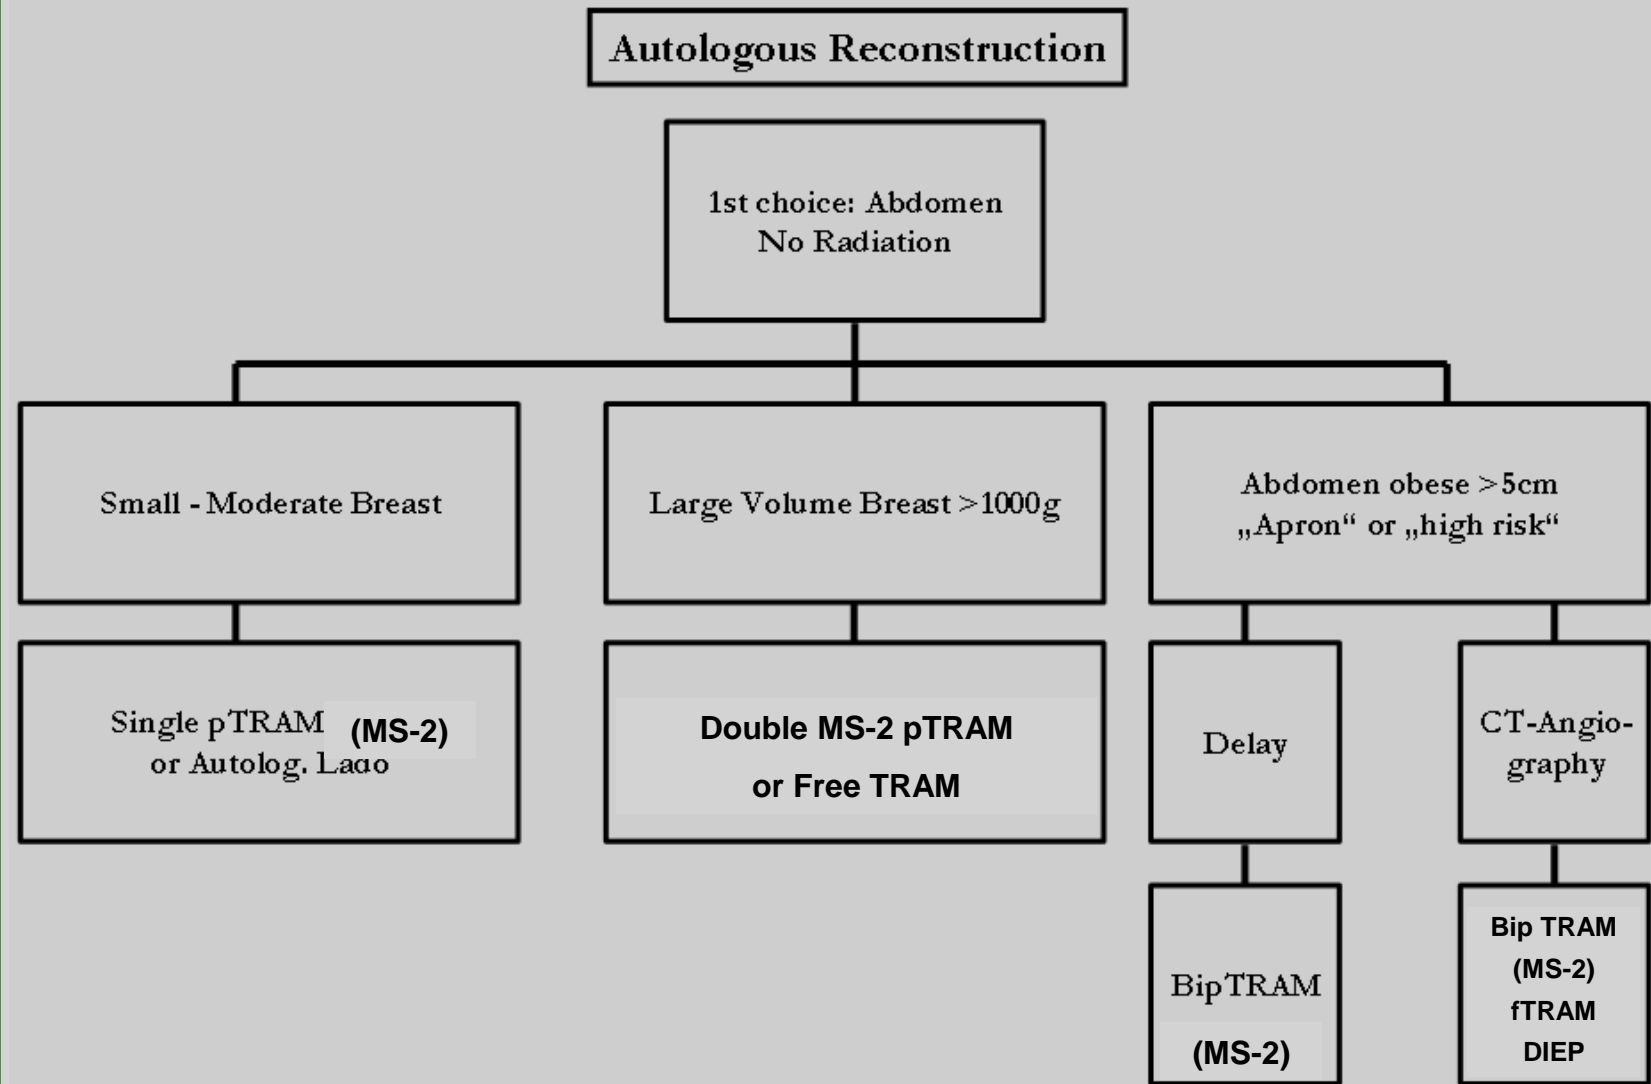 Autologous Reconstruction
1st choice: Abdomen
No Radiation
Small - Moderate Breast
Large Volume Breast >1000g
Abdomen obese >5cm
„Apron“ or „high risk“
Single pTRAM (MS-2)
or Autolog. Lado
Double MS-2 pTRAM
or Free TRAM
Delay
CT-Angio-
graphy
BipTRAM
(MS-2)
Bip TRAM
(MS-2)
fTRAM
DIEP